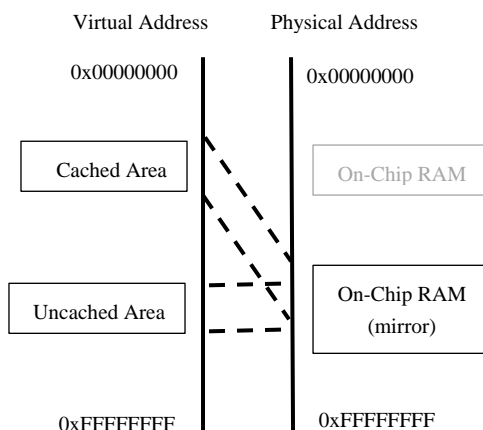 Virtual Address
Physical Address
0x00000000
0x00000000
Cached Area
On-Chip RAM
Uncached Area
On-Chip RAM
(mirror)
0xFFFFFFFF
0xFFFFFFFF